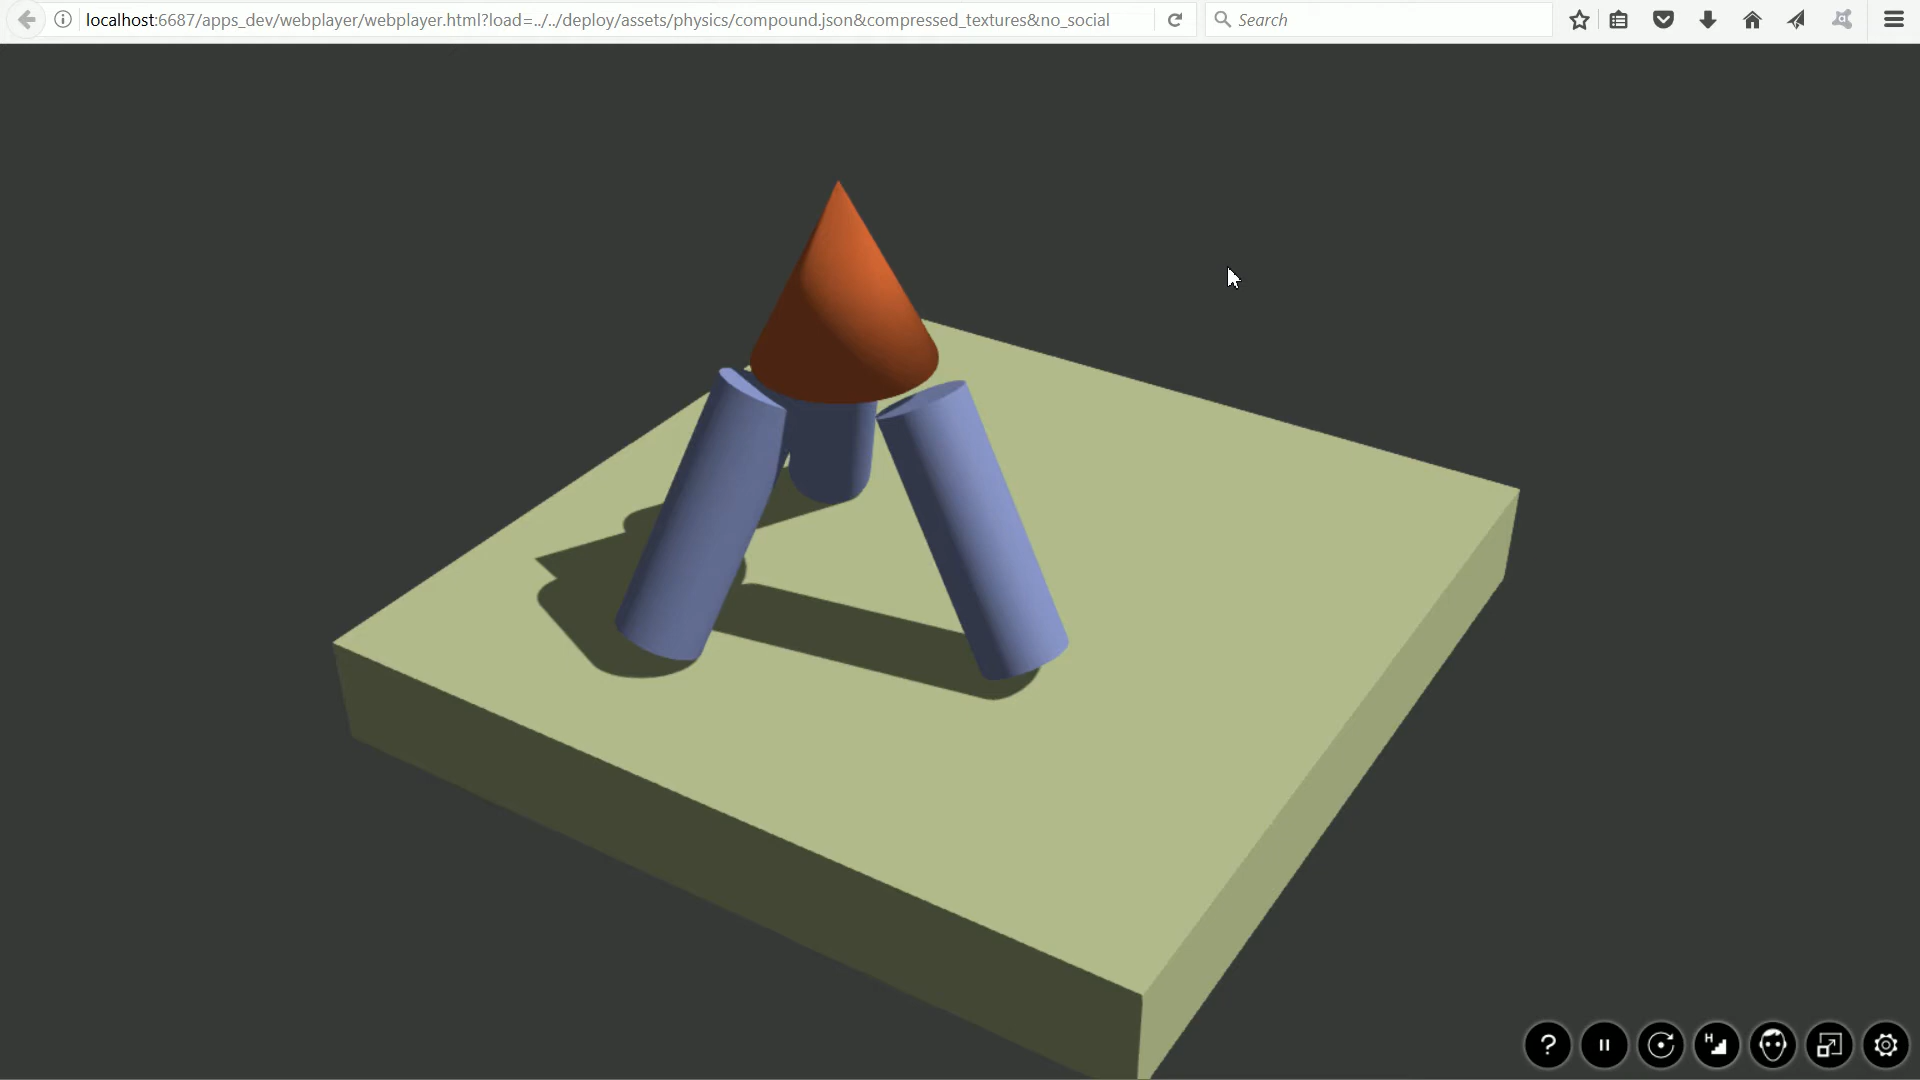 localhost:6687/apps_dev/webplayer/webplayer.html?load=../../deploy/assets/physics/compound.json&compressed_textures&no_social
Search
?
H